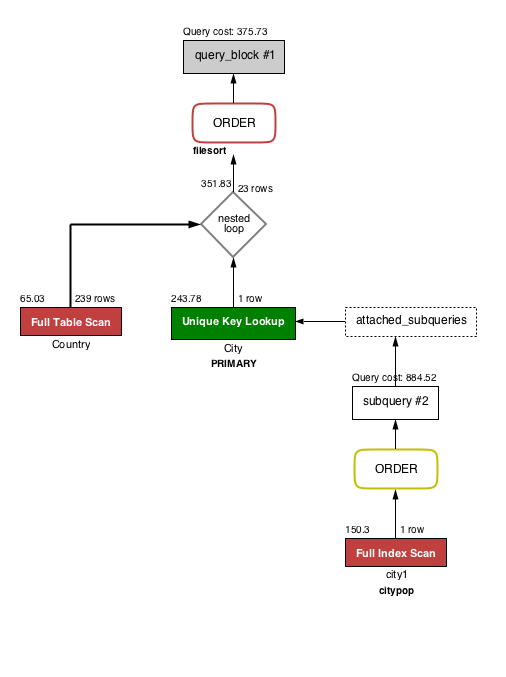 Query cost: 375.73
query_block #1
ORDER
filesort
351.83
23 rows
nested
loop
65.03
239 rows
Full Table Scan
Country
243.78
1 row
Unique Key Lookup
City
PRIMARY
attached_subqueries
Query cost: 884.52
subquery #2
ORDER
150.3
1 row
Full Index Scan
city1
citypop